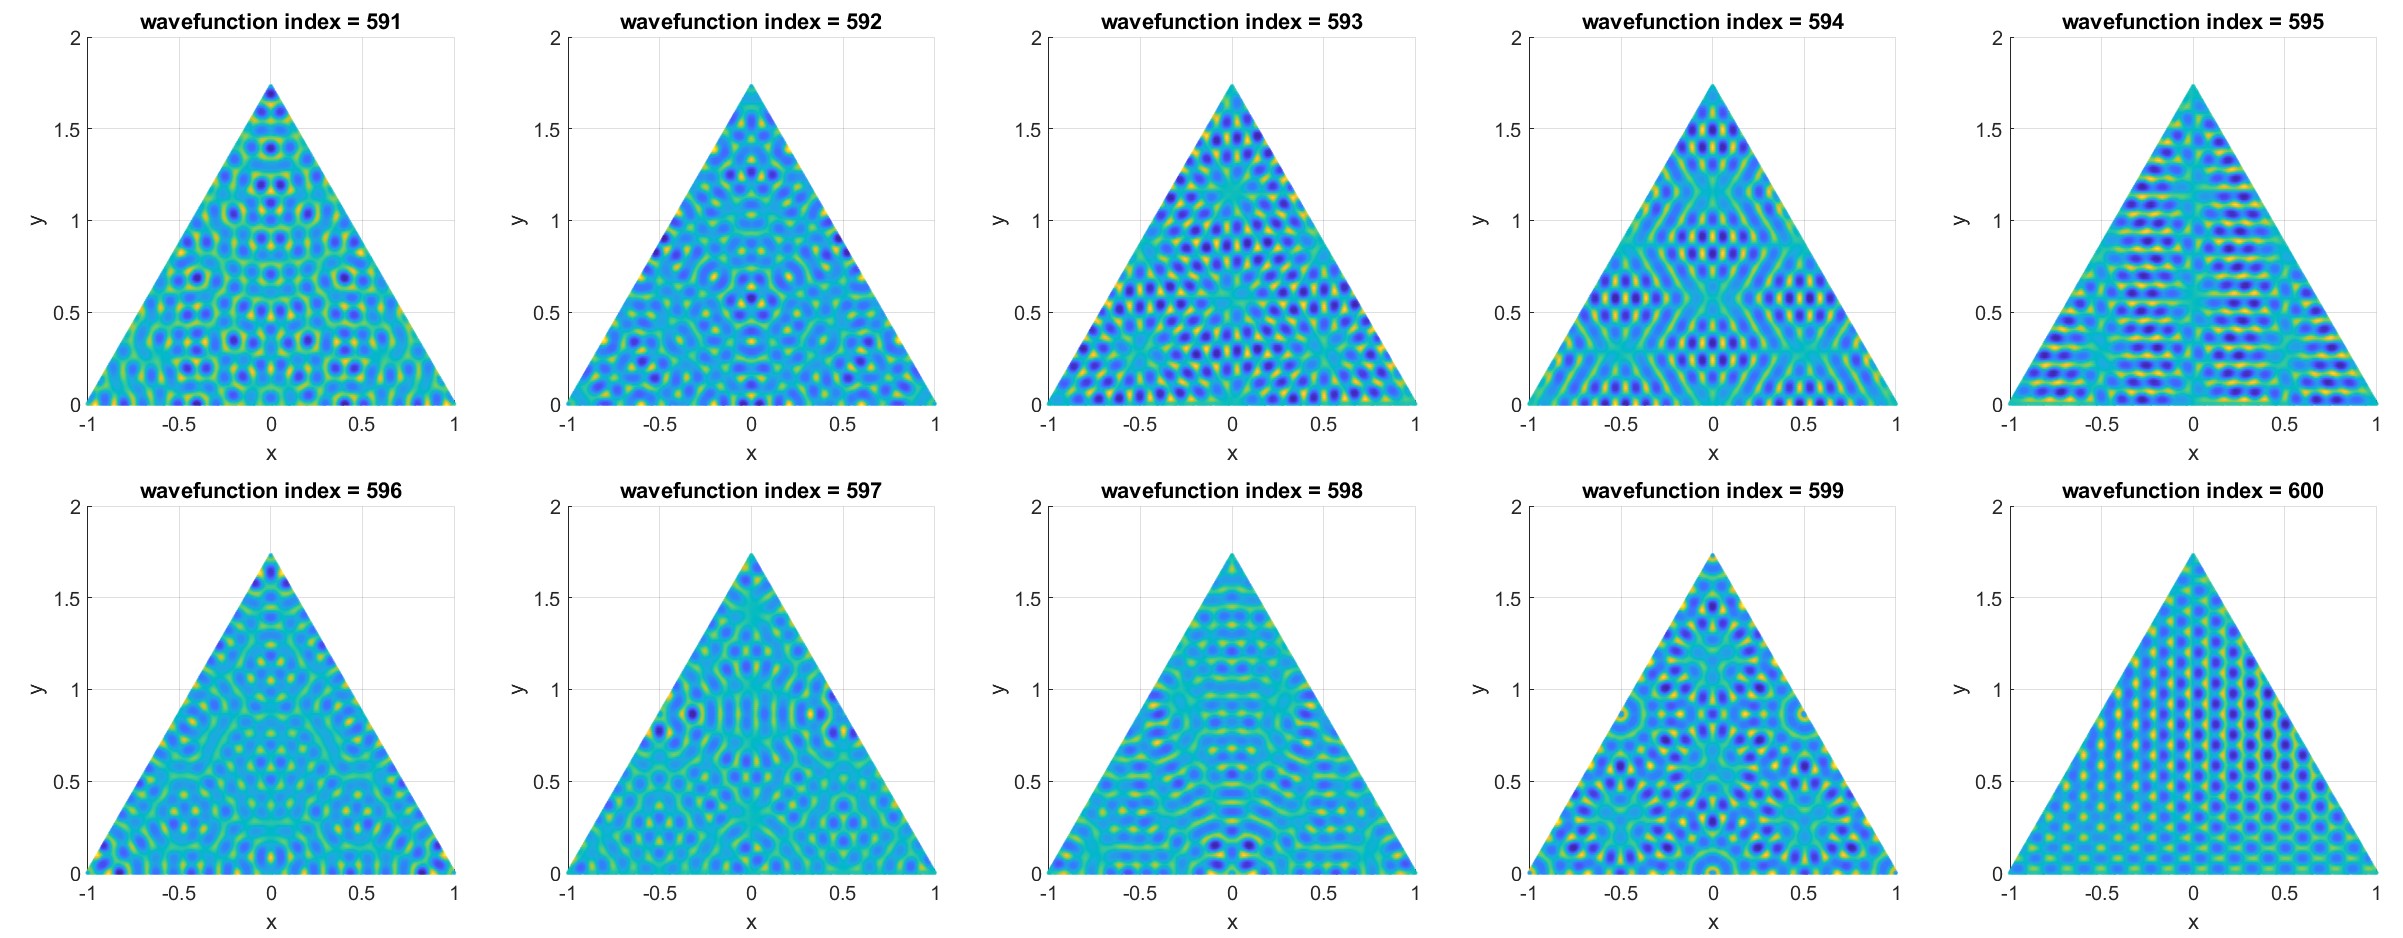 wavefunction index = 591
2
1.5
1
0.5
0
y
-1 -0.5 0 0.5 1
x
wavefunction index = 592
2
1.5
1
0.5
0
y
-1 -0.5 0 0.5 1
x
wavefunction index = 593
2
1.5
1
0.5
0
y
-1 -0.5 0 0.5 1
x
wavefunction index = 594
2
1.5
1
0.5
0
y
-1 -0.5 0 0.5 1
x
wavefunction index = 595
2
1.5
1
0.5
0
y
-1 -0.5 0 0.5 1
x
wavefunction index = 596
2
1.5
1
0.5
0
y
-1 -0.5 0 0.5 1
x
wavefunction index = 597
2
1.5
1
0.5
0
y
-1 -0.5 0 0.5 1
x
wavefunction index = 598
2
1.5
1
0.5
0
y
-1 -0.5 0 0.5 1
x
wavefunction index = 599
2
1.5
1
0.5
0
y
-1 -0.5 0 0.5 1
x
wavefunction index = 600
2
1.5
1
0.5
0
y
-1 -0.5 0 0.5 1
x